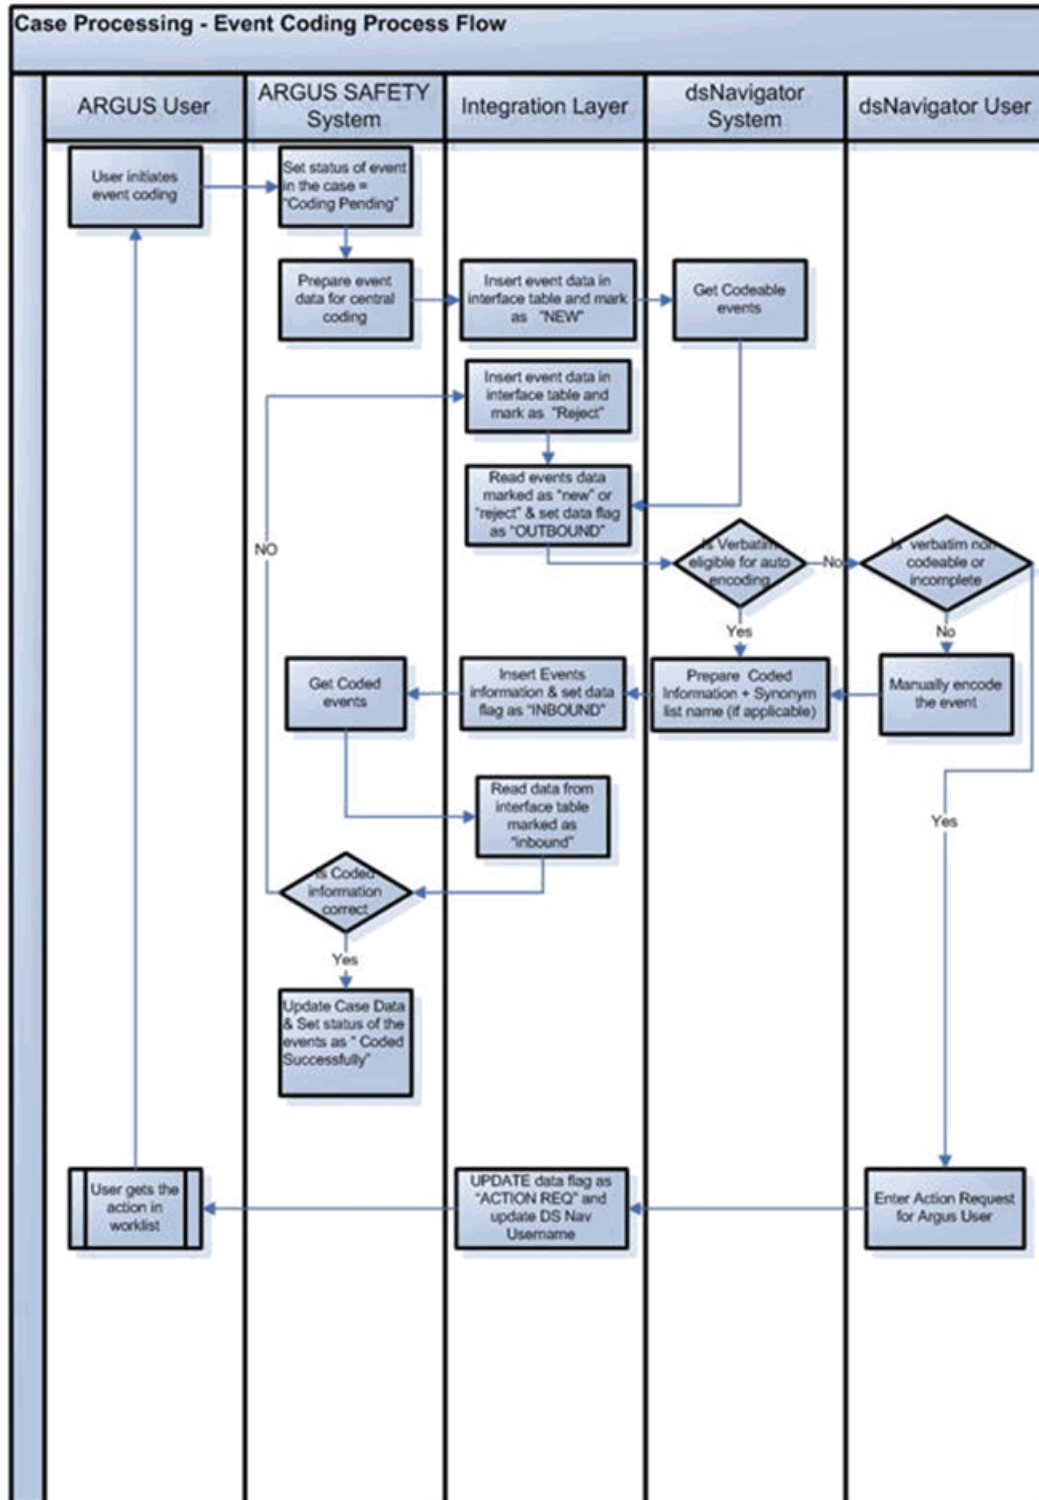 Case Processing - Event Coding Process Flow
ARGUS User
ARGUS SAFETY
System
Integration Layer
dsNavigator
System
dsNavigator User
User initiates
event coding
Set status of event
in the case =
"Coding Pending"
Prepare event
data for central
coding
Insert event data in
interface table and mark
as "NEW"
Get Codeable
events
Insert event data in
interface table and
mark as "Reject"
Read events data
marked as "new" or
"reject" & set data flag
as "OUTBOUND"
NO
Is Verbatim
eligible for auto
encoding
No
Is verbatim non
codeable or
incomplete
Yes
No
Get Coded
events
Insert Events
information & set data
flag as "INBOUND"
Prepare Coded
Information + Synonym
list name (if applicable)
Manually encode
the event
Read data from
interface table
marked as
"inbound"
Yes
Is Coded
information
correct
Yes
Update Case Data
& Set status of the
events as " Coded
Successfully"
User gets the
action in
worklist
UPDATE data flag as
"ACTION REQ" and
update DS Nav
Username
Enter Action Request
for Argus User